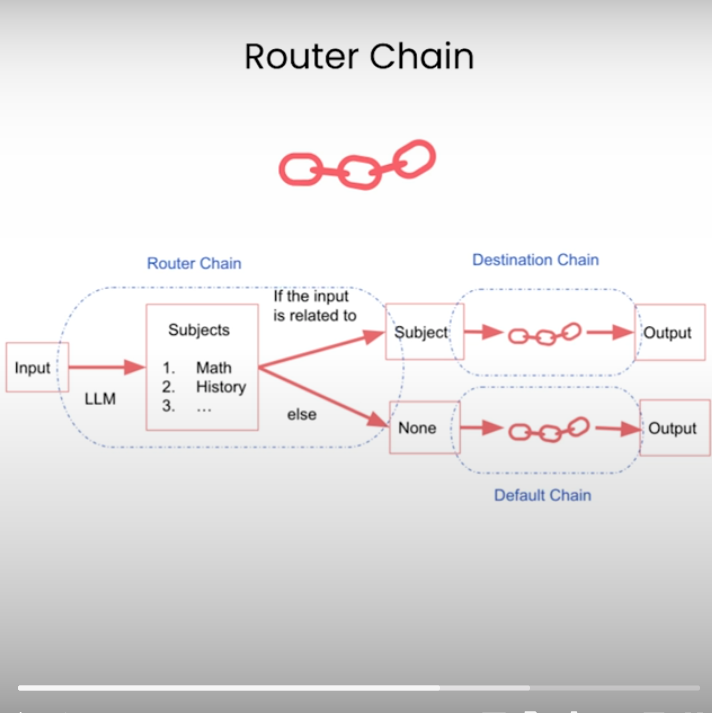 Router Chain
Router Chain
Destination Chain
If the input
is related to
Input
LLM
Subjects
1. Math
2. History
3. ...
else
Subject
Output
None
Output
Default Chain